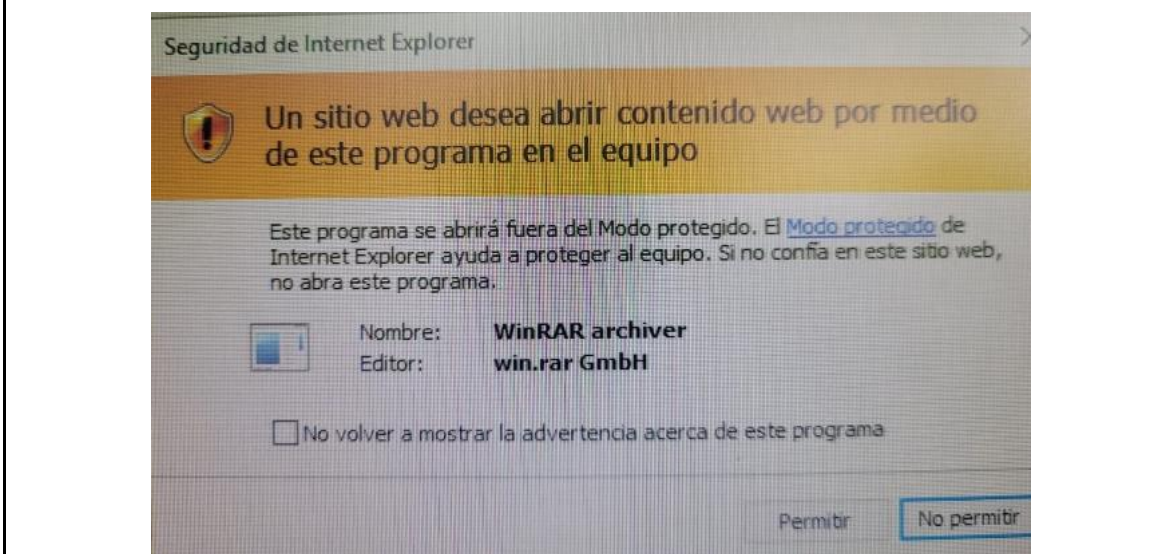 Seguridad de Internet Explorer
Un sitio web desea abrir contenido web por medio
de este programa en el equipo
Este programa se abrirá fuera del Modo protegido. El Modo protegido de
Internet Explorer ayuda a proteger al equipo. Si no confía en este sitio web,
no abra este programa.
Nombre: WinRAR archiver
Editor: win.rar GmbH
No volver a mostrar la advertencia acerca de este programa
Permitir No permitir